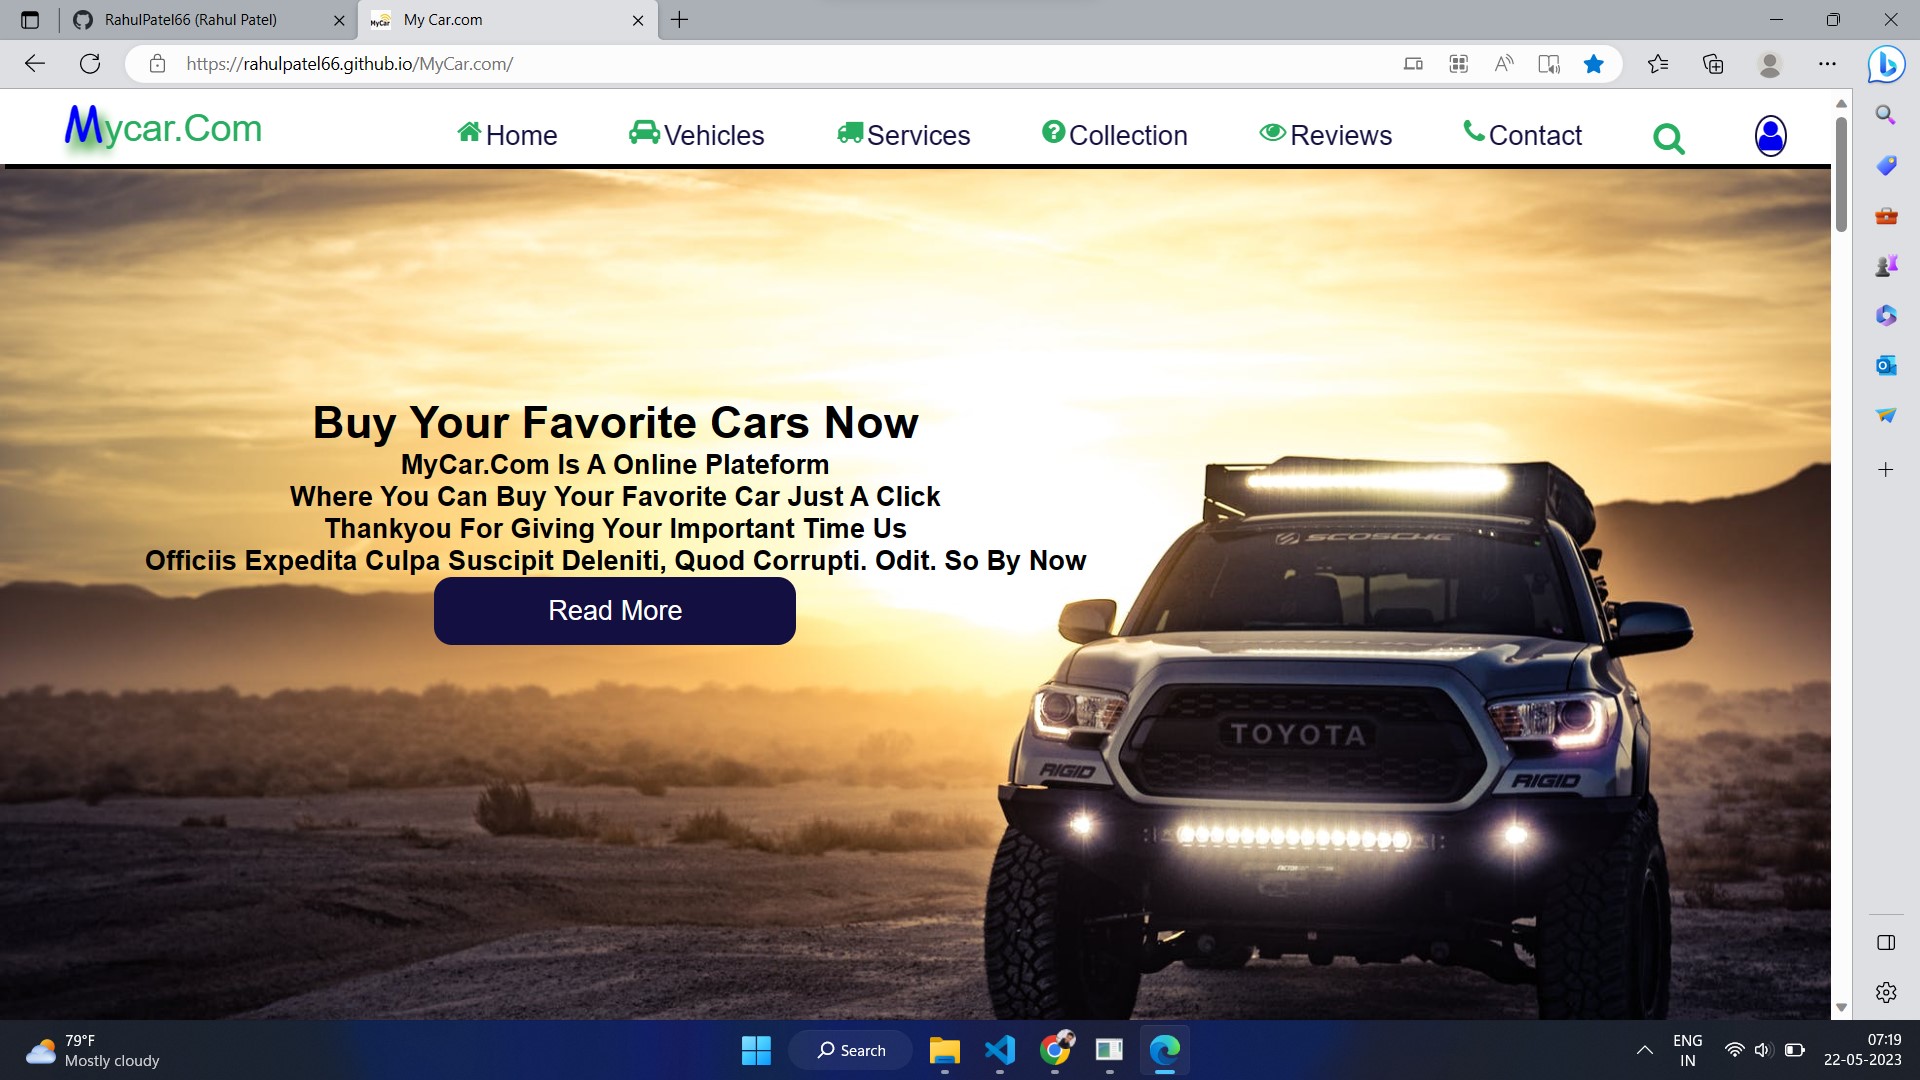 RahulPatel66 (Rahul Patel)
My Car.com
https://rahulpatel66.github.io/MyCar.com/
Mycar.Com
Home
Vehicles
Services
Collection
Reviews
Contact
Buy Your Favorite Cars Now
MyCar.Com Is A Online Plateform
Where You Can Buy Your Favorite Car Just A Click
Thankyou For Giving Your Important Time Us
Officiis Expedita Culpa Suscipit Deleniti, Quod Corrupti. Odit. So By Now
Read More
SCOSCHE
TOYOTA
RIGID
RIGID
79°F
Mostly cloudy
Search
ENG
IN
07:19
22-05-2023